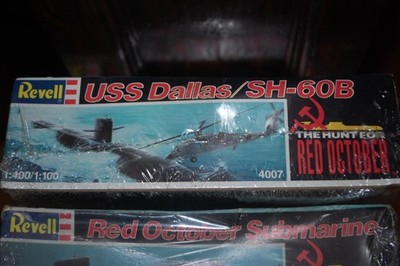 Revell
USS Dallas/SH-60B
THE HUNT FOR
RED OCTOBER
1:400/1:100
4007
Revell
Red October Submarine